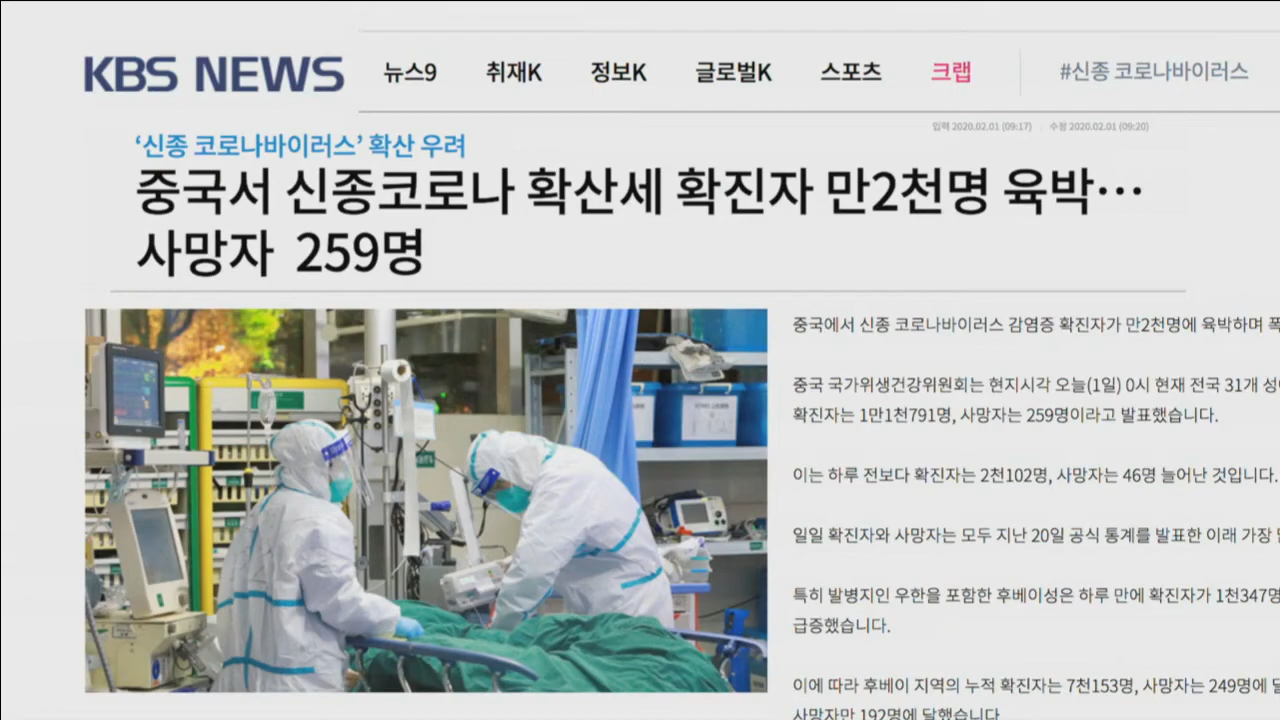 KBS NEWS 뉴스9 취재K 정보K 글로벌K 스포츠 크랩 #신종 코로나바이러스
입력 2020.02.01 (09:17) 수정 2020.02.01 (09:20)
‘신종 코로나바이러스’ 확산 우려
중국서 신종코로나 확산세 확진자 만2천명 육박…
사망자 259명
중국에서 신종 코로나바이러스 감염증 확진자가 만2천명에 육박하며
중국 국가위생건강위원회는 현지시각 오늘(1일) 0시 현재 전국 31개
확진자는 1만1천791명, 사망자는 259명이라고 발표했습니다.
이는 하루 전보다 확진자는 2천102명, 사망자는 46명 늘어난 것입니다.
일일 확진자와 사망자는 모두 지난 20일 공식 통계를 발표한 이래 가장
특히 발병지인 우한을 포함한 후베이성은 하루 만에 확진자가 1천347명
급증했습니다.
이에 따라 후베이 지역의 누적 확진자는 7천153명, 사망자는 249명에
사망자만 192명에 달했습니다